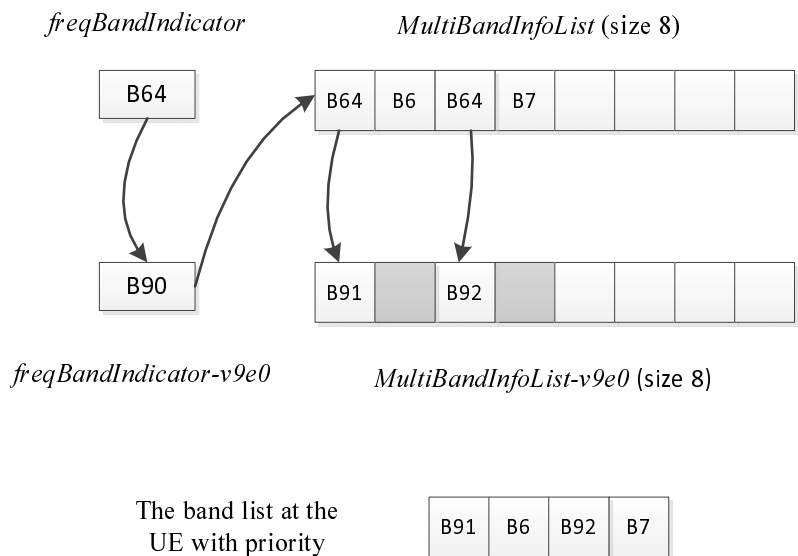 freqBandIndicator MultiBandInfoList (size 8)
B64 B64 B6 B64 B7
B90 B91 B92
freqBandIndicator-v9e0 MultiBandInfoList-v9e0 (size 8)
The band list at the
UE with priority
B91 B6 B92 B7